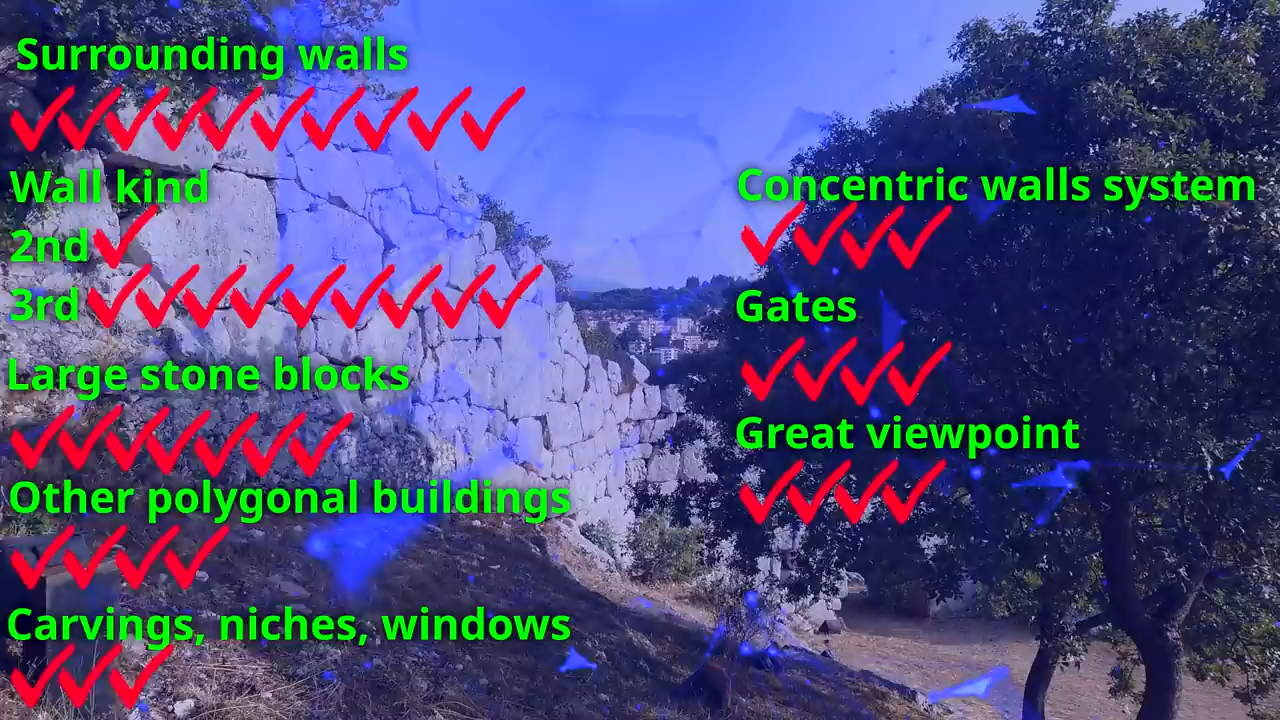 Surrounding walls
✓✓✓✓✓✓✓✓✓✓
Wall kind
2nd ✓
3rd ✓✓✓✓✓✓✓✓✓
Large stone blocks
✓✓✓✓✓✓✓
Other polygonal buildings
✓✓✓✓
Carvings, niches, windows
✓✓✓
Concentric walls system
✓✓✓✓
Gates
✓✓✓✓
Great viewpoint
✓✓✓✓